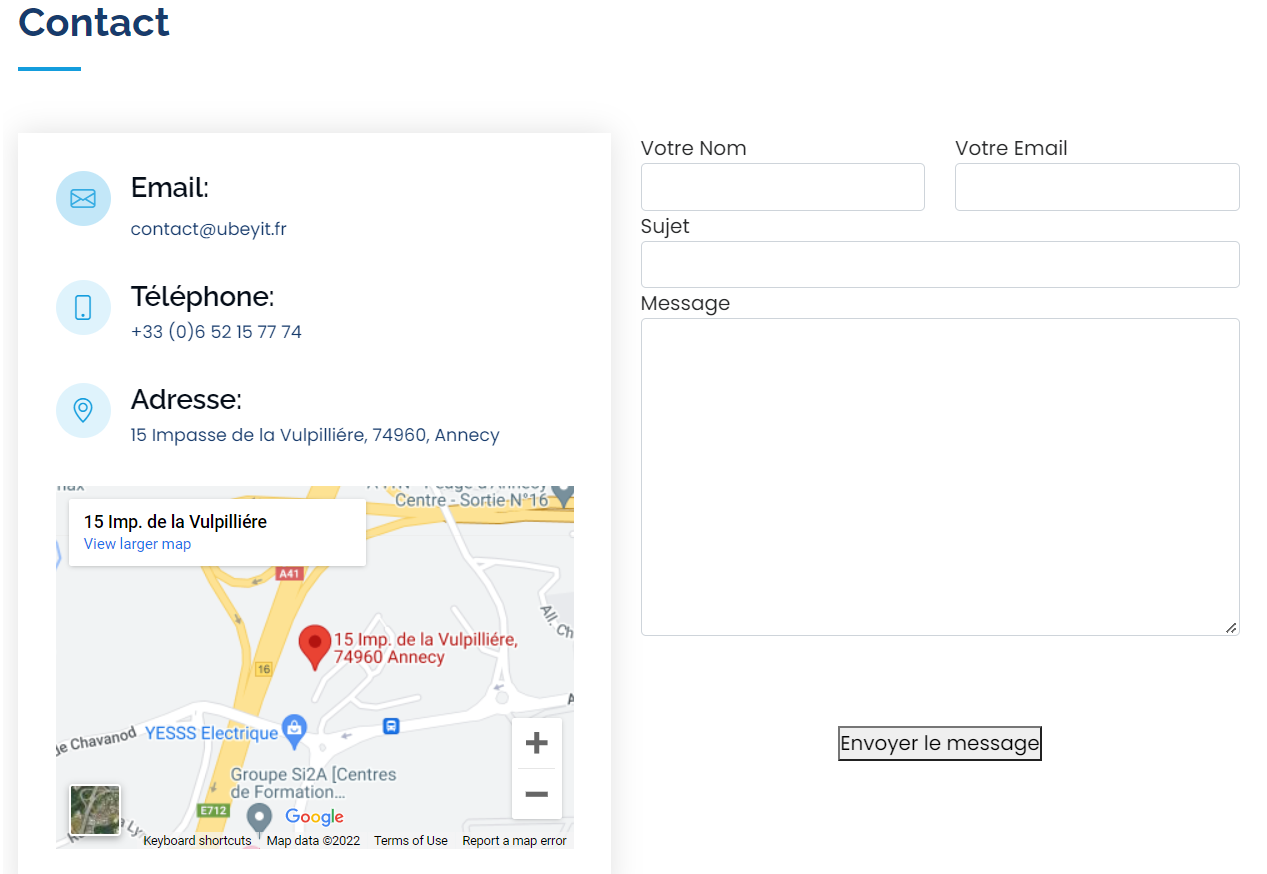 Contact
Email:
contact@ubeyit.fr
Téléphone:
+33 (0)6 52 15 77 74
Adresse:
15 Impasse de la Vulpilliére, 74960, Annecy
Centre - Sortie N°16
15 Imp. de la Vulpilliére
View larger map
A41
All. Ch
15 Imp. de la Vulpilliére,
74960 Annecy
16
Chavanod
YESSS Electrique
Groupe Si2A [Centres
de Formation...
E712
Google
Keyboard shortcuts
Map data ©2022
Terms of Use
Report a map error
Votre Nom
Votre Email
Sujet
Message
Envoyer le message